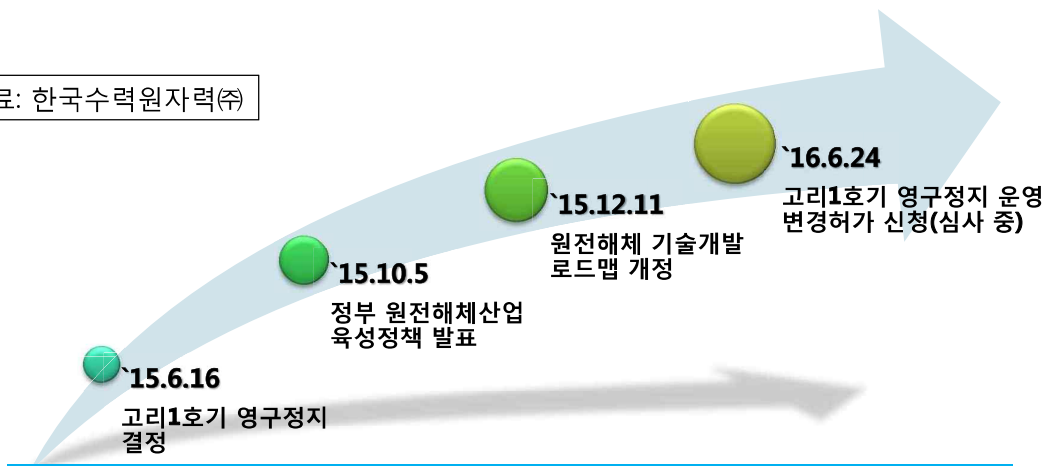 료: 한국수력원자력㈜
`16.6.24
고리1호기 영구정지 운영
변경허가 신청(심사 중)
`15.12.11
원전해체 기술개발
로드맵 개정
`15.10.5
정부 원전해체산업
육성정책 발표
`15.6.16
고리1호기 영구정지
결정